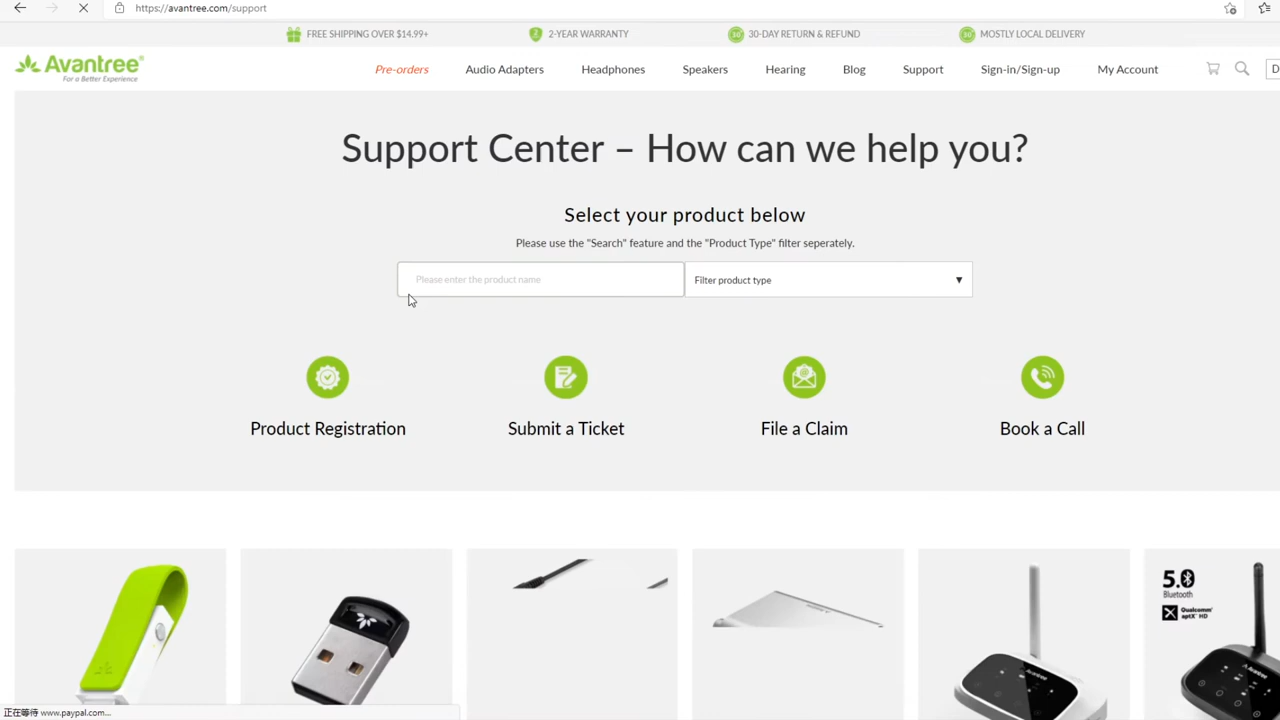 https://avantree.com/support
FREE SHIPPING OVER $14.99+
2-YEAR WARRANTY
30-DAY RETURN & REFUND
MOSTLY LOCAL DELIVERY
Avantree®
For a Better Experience
Pre-orders
Audio Adapters
Headphones
Speakers
Hearing
Blog
Support
Sign-in/Sign-up
My Account
D
Support Center – How can we help you?
Select your product below
Please use the "Search" feature and the "Product Type" filter seperately.
Please enter the product name
Filter product type
Product Registration
Submit a Ticket
File a Claim
Book a Call
5.0
Bluetooth
Qualcomm
aptX HD
Avantree
正在等待 www.paypal.com...